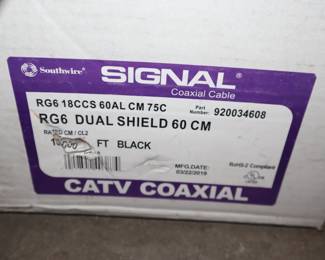 Southwire® SIGNAL®
Coaxial Cable
RG6 18CCS 60AL CM 75C Part Number: 920034608
RG6 DUAL SHIELD 60 CM
RATED CM / CL2
FT BLACK
MFG.DATE:
03/22/2019
RoHS-2 Compliant
UL
CATV COAXIAL